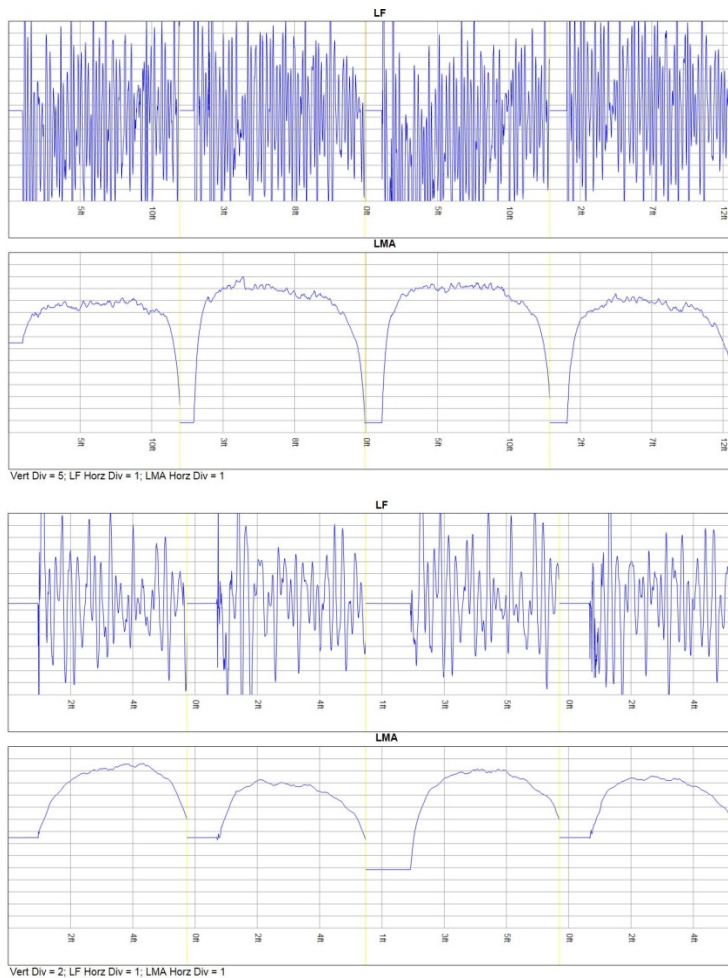 LF
5ft 10ft 3ft 8ft 0ft 5ft 10ft 2ft 7ft 12ft
LMA
5ft 10ft 3ft 8ft 0ft 5ft 10ft 2ft 7ft 12ft
Vert Div = 5; LF Horz Div = 1; LMA Horz Div = 1
LF
2ft 4ft 0ft 2ft 4ft 1ft 3ft 5ft 0ft 2ft 4ft
LMA
2ft 4ft 0ft 2ft 4ft 1ft 3ft 5ft 0ft 2ft 4ft
Vert Div = 2; LF Horz Div = 1; LMA Horz Div = 1